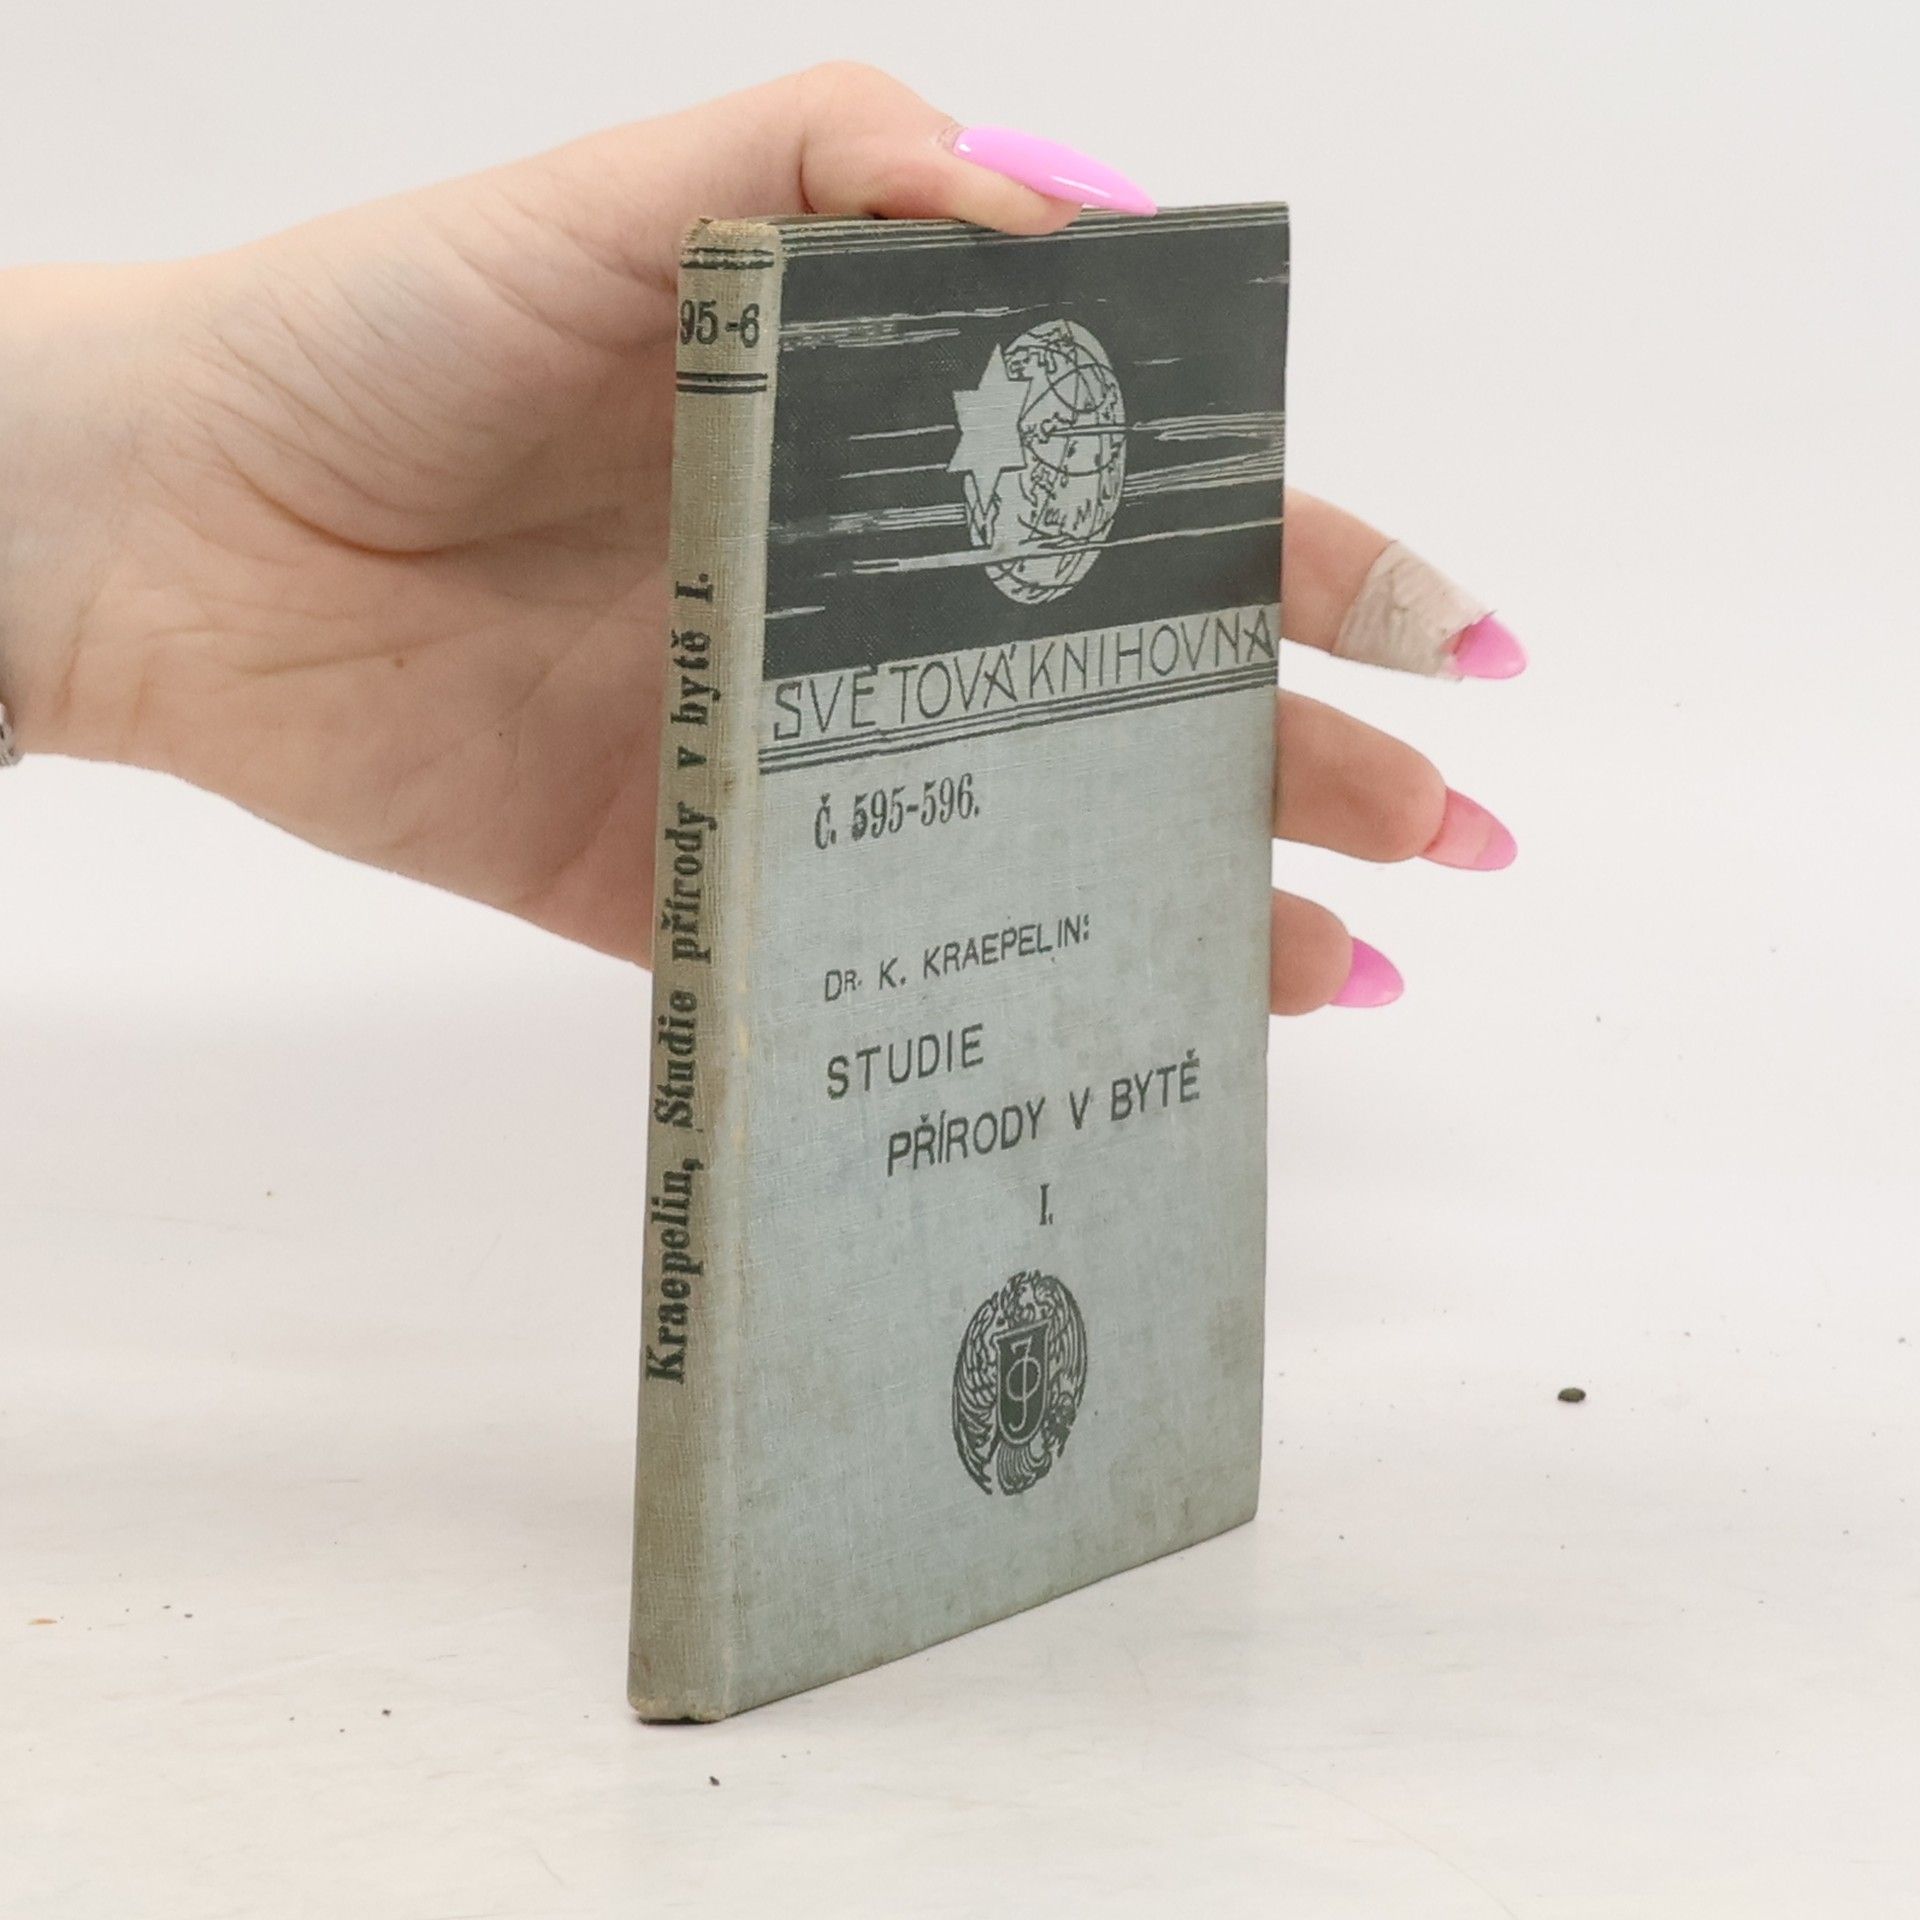 95-6
Kraepelin, Studie přírody v bytě I.
SVĚTOVÁ KNIHOVNA
Č. 595-596.
DR. K. KRAEPELIN:
STUDIE
PŘÍRODY V BYTĚ
I.